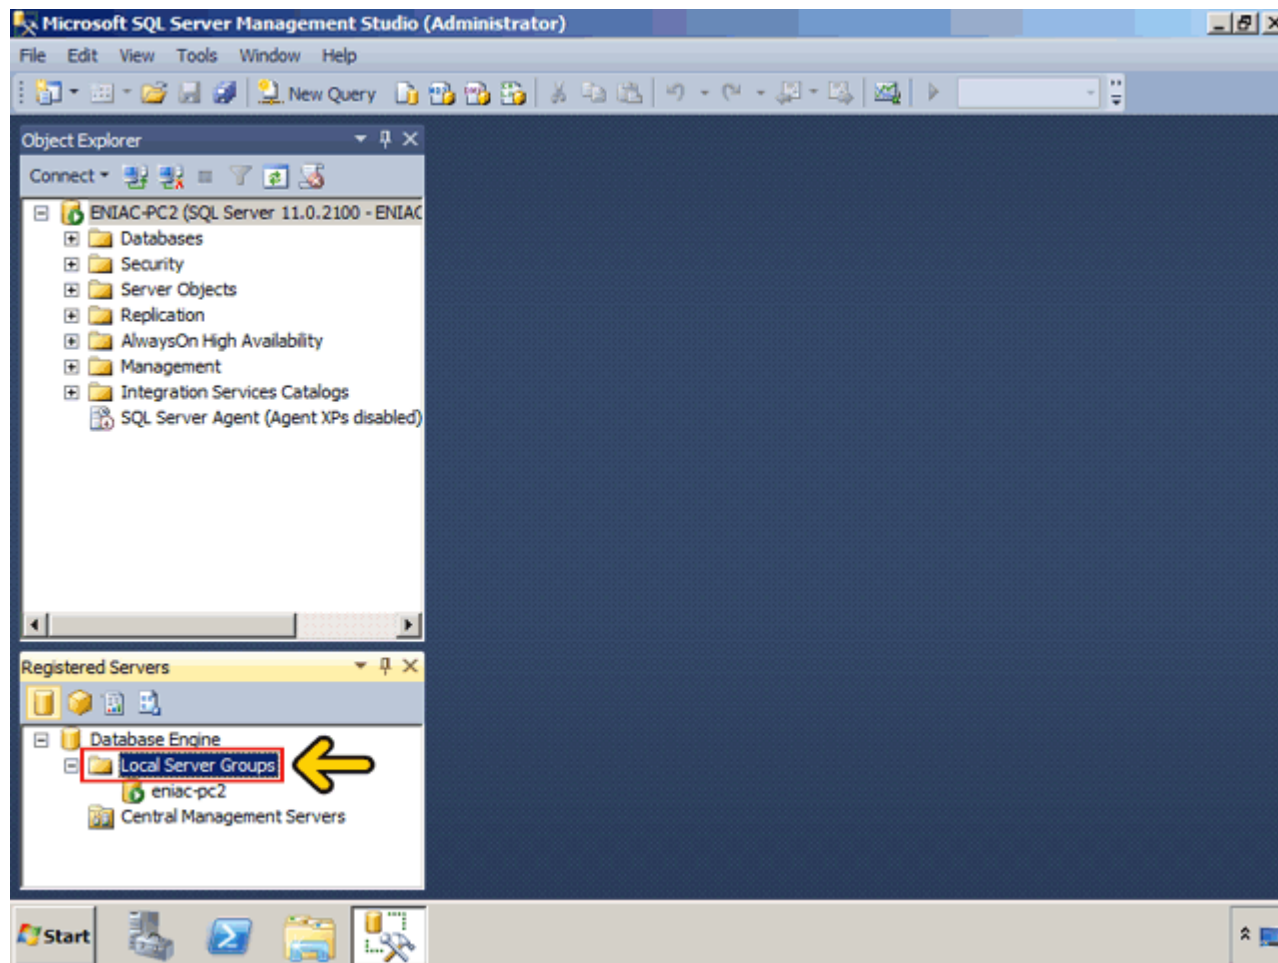 Microsoft SQL Server Management Studio (Administrator)
File Edit View Tools Window Help
New Query
Object Explorer
Connect
ENIAC-PC2 (SQL Server 11.0.2100 - ENIAC
Databases
Security
Server Objects
Replication
AlwaysOn High Availability
Management
Integration Services Catalogs
SQL Server Agent (Agent XPs disabled)
Registered Servers
Database Engine
Local Server Groups
eniac-pc2
Central Management Servers
Start